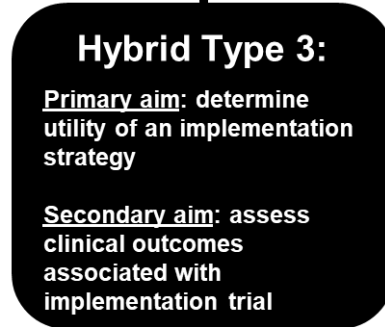 Hybrid Type 3:
Primary aim: determine
utility of an implementation
strategy
Secondary aim: assess
clinical outcomes
associated with
implementation trial